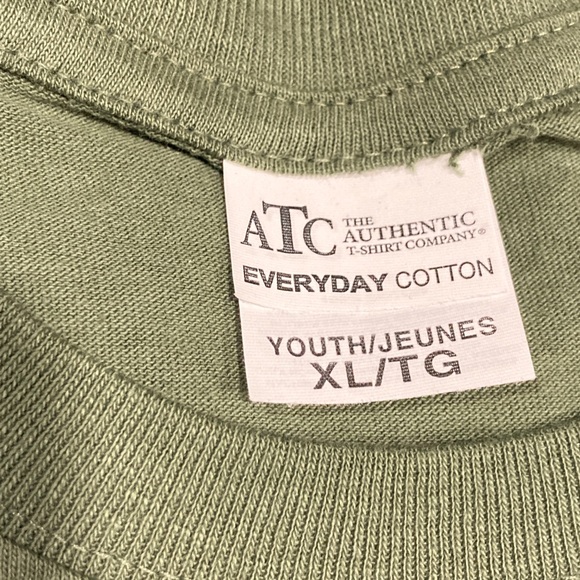 ATC THE
AUTHENTIC
T-SHIRT COMPANY®
EVERYDAY COTTON
YOUTH/JEUNES
XL/TG